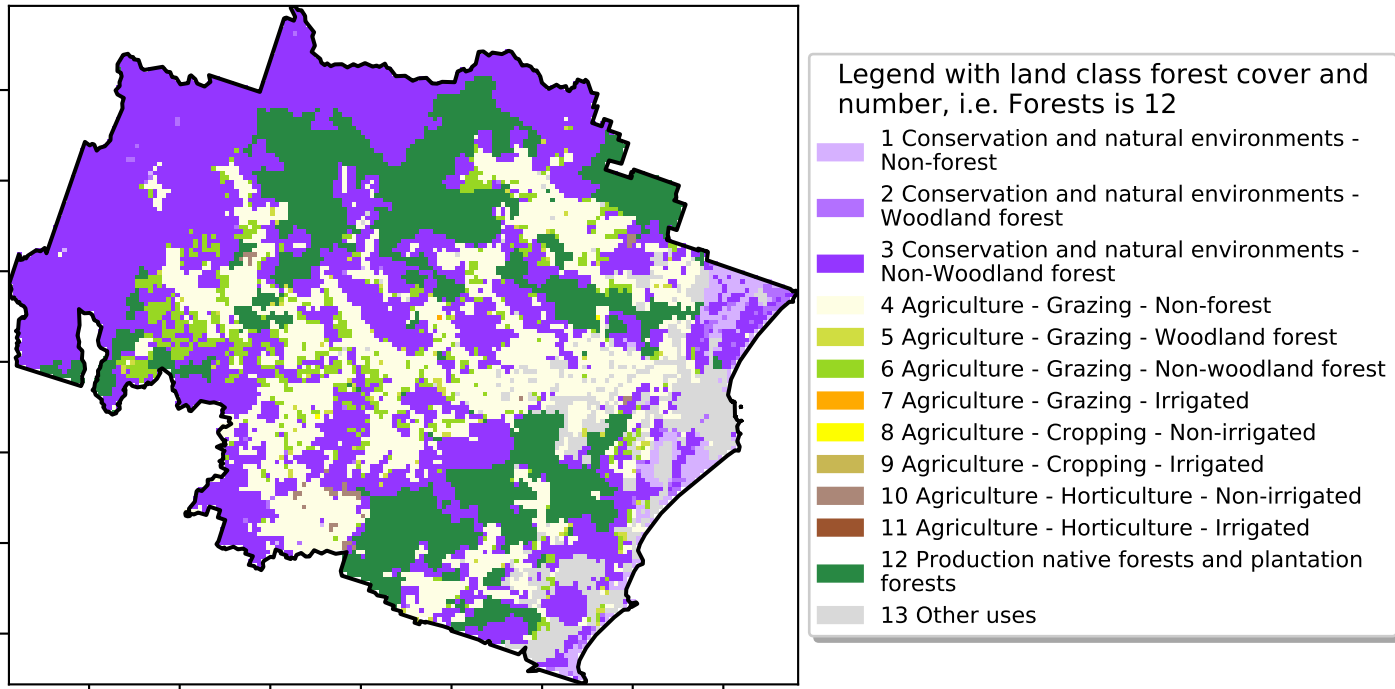 Legend with land class forest cover and
number, i.e. Forests is 12
1 Conservation and natural environments -
Non-forest
2 Conservation and natural environments -
Woodland forest
3 Conservation and natural environments -
Non-Woodland forest
4 Agriculture - Grazing - Non-forest
5 Agriculture - Grazing - Woodland forest
6 Agriculture - Grazing - Non-woodland forest
7 Agriculture - Grazing - Irrigated
8 Agriculture - Cropping - Non-irrigated
9 Agriculture - Cropping - Irrigated
10 Agriculture - Horticulture - Non-irrigated
11 Agriculture - Horticulture - Irrigated
12 Production native forests and plantation
forests
13 Other uses